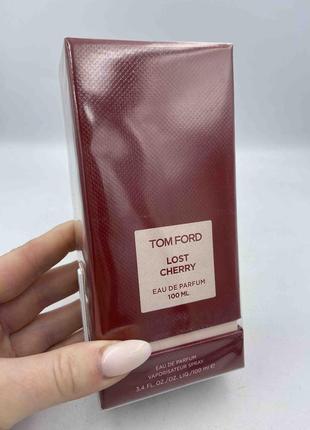 TOM FORD
LOST
CHERRY
EAU DE PARFUM
100 ML
EAU DE PARFUM
VAPORISATEUR SPRAY
3.4 FL.OZ./OZ. LIQ/100 ml ℮